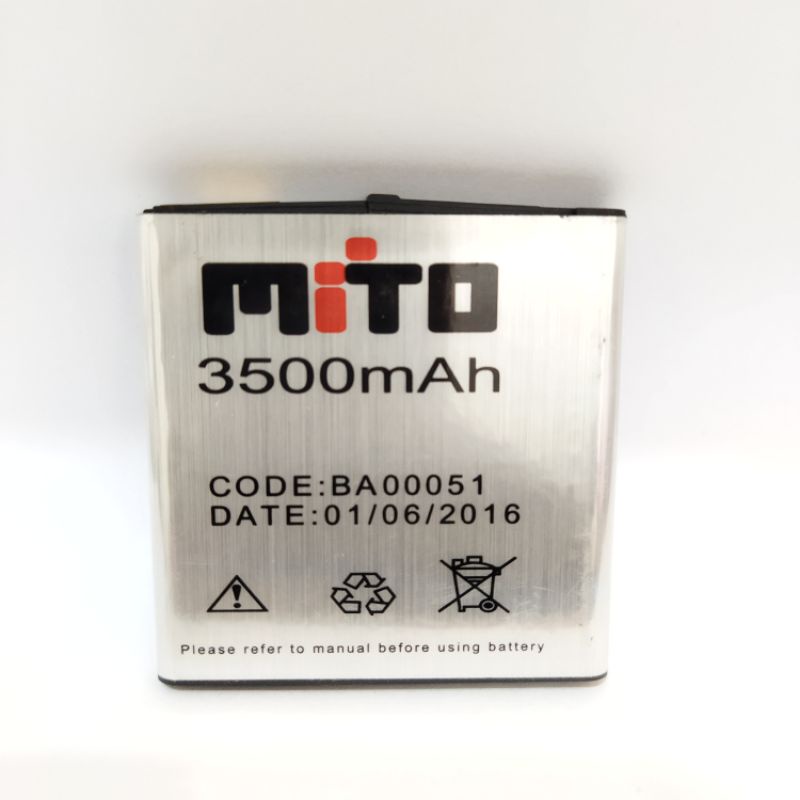 MiTO
3500mAh
CODE:BA00051
DATE:01/06/2016
Please refer to manual before using battery